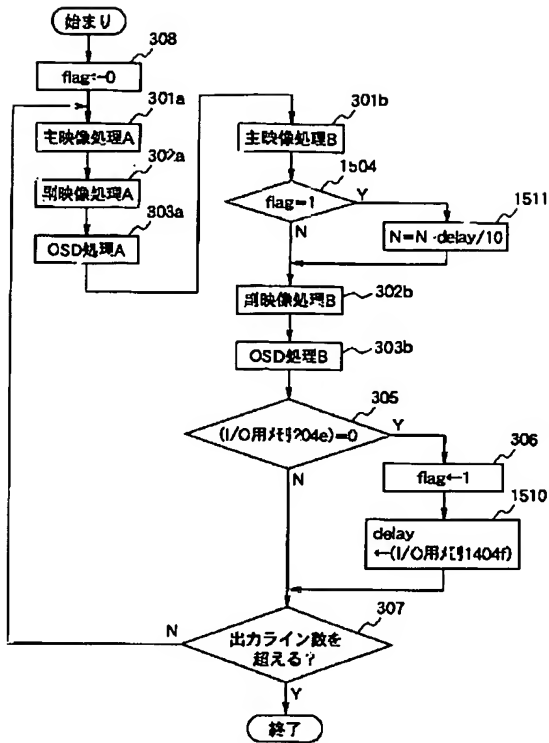 始まり
308
flag←0
301a
主映像処理A
302a
副映像処理A
303a
OSD処理A
301b
主映像処理B
1504
flag=1
Y
N
1511
N=N·delay/10
副映像処理B
302b
OSD処理B
303b
305
(I/O用メモリ204e)=0
Y
N
306
flag←1
1510
delay
←(I/O用メモリ1404f)
307
N
出力ライン数を
超える?
Y
終了